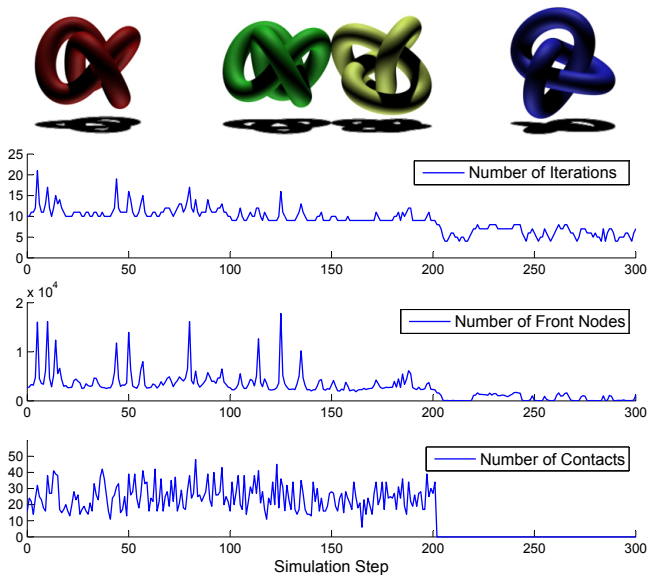 25
20
15
10
5
0
Number of Iterations
0 50 100 150 200 250 300
x 10^4
2
1
0
Number of Front Nodes
0 50 100 150 200 250 300
50
40
30
20
10
0
Number of Contacts
0 50 100 150 200 250 300
Simulation Step